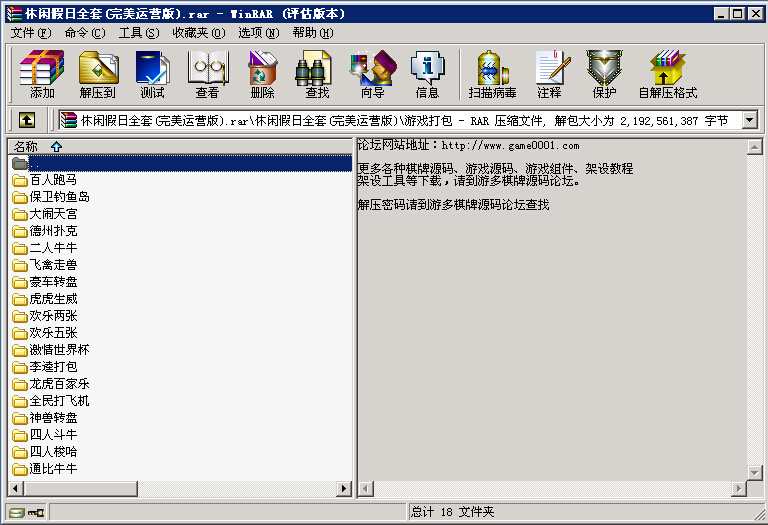 休闲假日全套(完美运营版).rar - WinRAR (评估版本)
文件(F) 命令(C) 工具(S) 收藏夹(O) 选项(N) 帮助(H)
添加 解压到 测试 查看 删除 查找 向导 信息 扫描病毒 注释 保护 自解压格式
休闲假日全套(完美运营版).rar\休闲假日全套(完美运营版)\游戏打包 - RAR 压缩文件, 解包大小为 2,192,561,387 字节
名称
..
百人跑马
保卫钓鱼岛
大闹天宫
德州扑克
二人牛牛
飞禽走兽
豪车转盘
虎虎生威
欢乐两张
欢乐五张
激情世界杯
李逵打包
龙虎百家乐
全民打飞机
神兽转盘
四人斗牛
四人梭哈
通比牛牛
论坛网站地址：http://www.game0001.com
更多各种棋牌源码、游戏源码、游戏组件、架设教程
架设工具等下载，请到游多棋牌源码论坛。
解压密码请到游多棋牌源码论坛查找
总计 18 文件夹